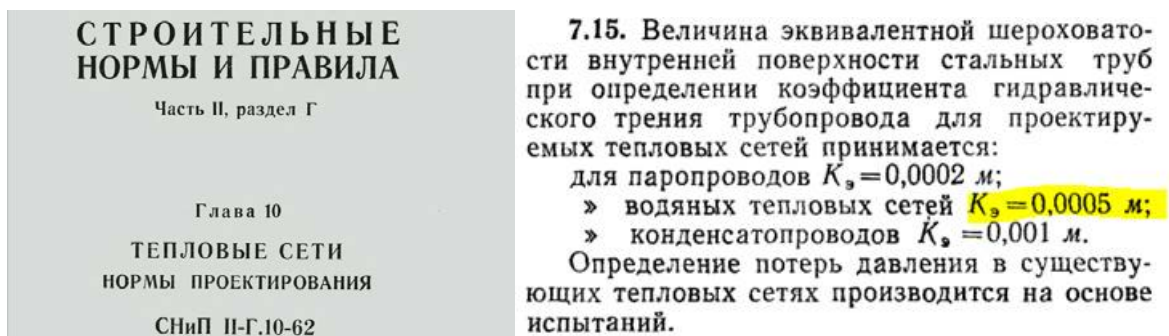 СТРОИТЕЛЬНЫЕ
НОРМЫ И ПРАВИЛА
Часть II, раздел Г
Глава 10
ТЕПЛОВЫЕ СЕТИ
НОРМЫ ПРОЕКТИРОВАНИЯ
СНиП II-Г.10-62
7.15. Величина эквивалентной шероховато-
сти внутренней поверхности стальных труб
при определении коэффициента гидравличе-
ского трения трубопровода для проектиру-
емых тепловых сетей принимается:
для паропроводов Kэ=0,0002 м;
» водяных тепловых сетей Kэ=0,0005 м;
» конденсатопроводов Kэ=0,001 м.
Определение потерь давления в существу-
ющих тепловых сетях производится на основе
испытаний.